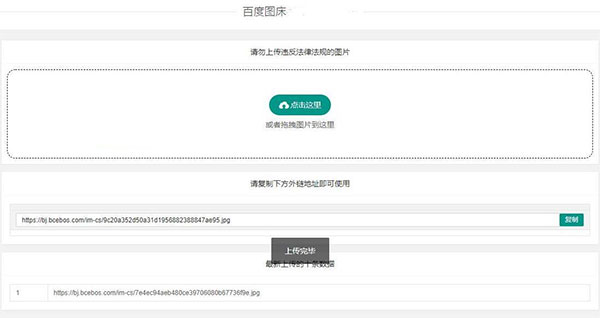 百度图床
请勿上传违反法律法规的图片
点击这里
或者拖拽图片到这里
请复制下方外链地址即可使用
https://bj.bcebos.com/im-cs/9c20a352d50a31d1956882388847ae95.jpg
复制
上传完毕
最新上传的十条数据
1
https://bj.bcebos.com/im-cs/7e4ec94aeb480ce39706080b67736f9e.jpg